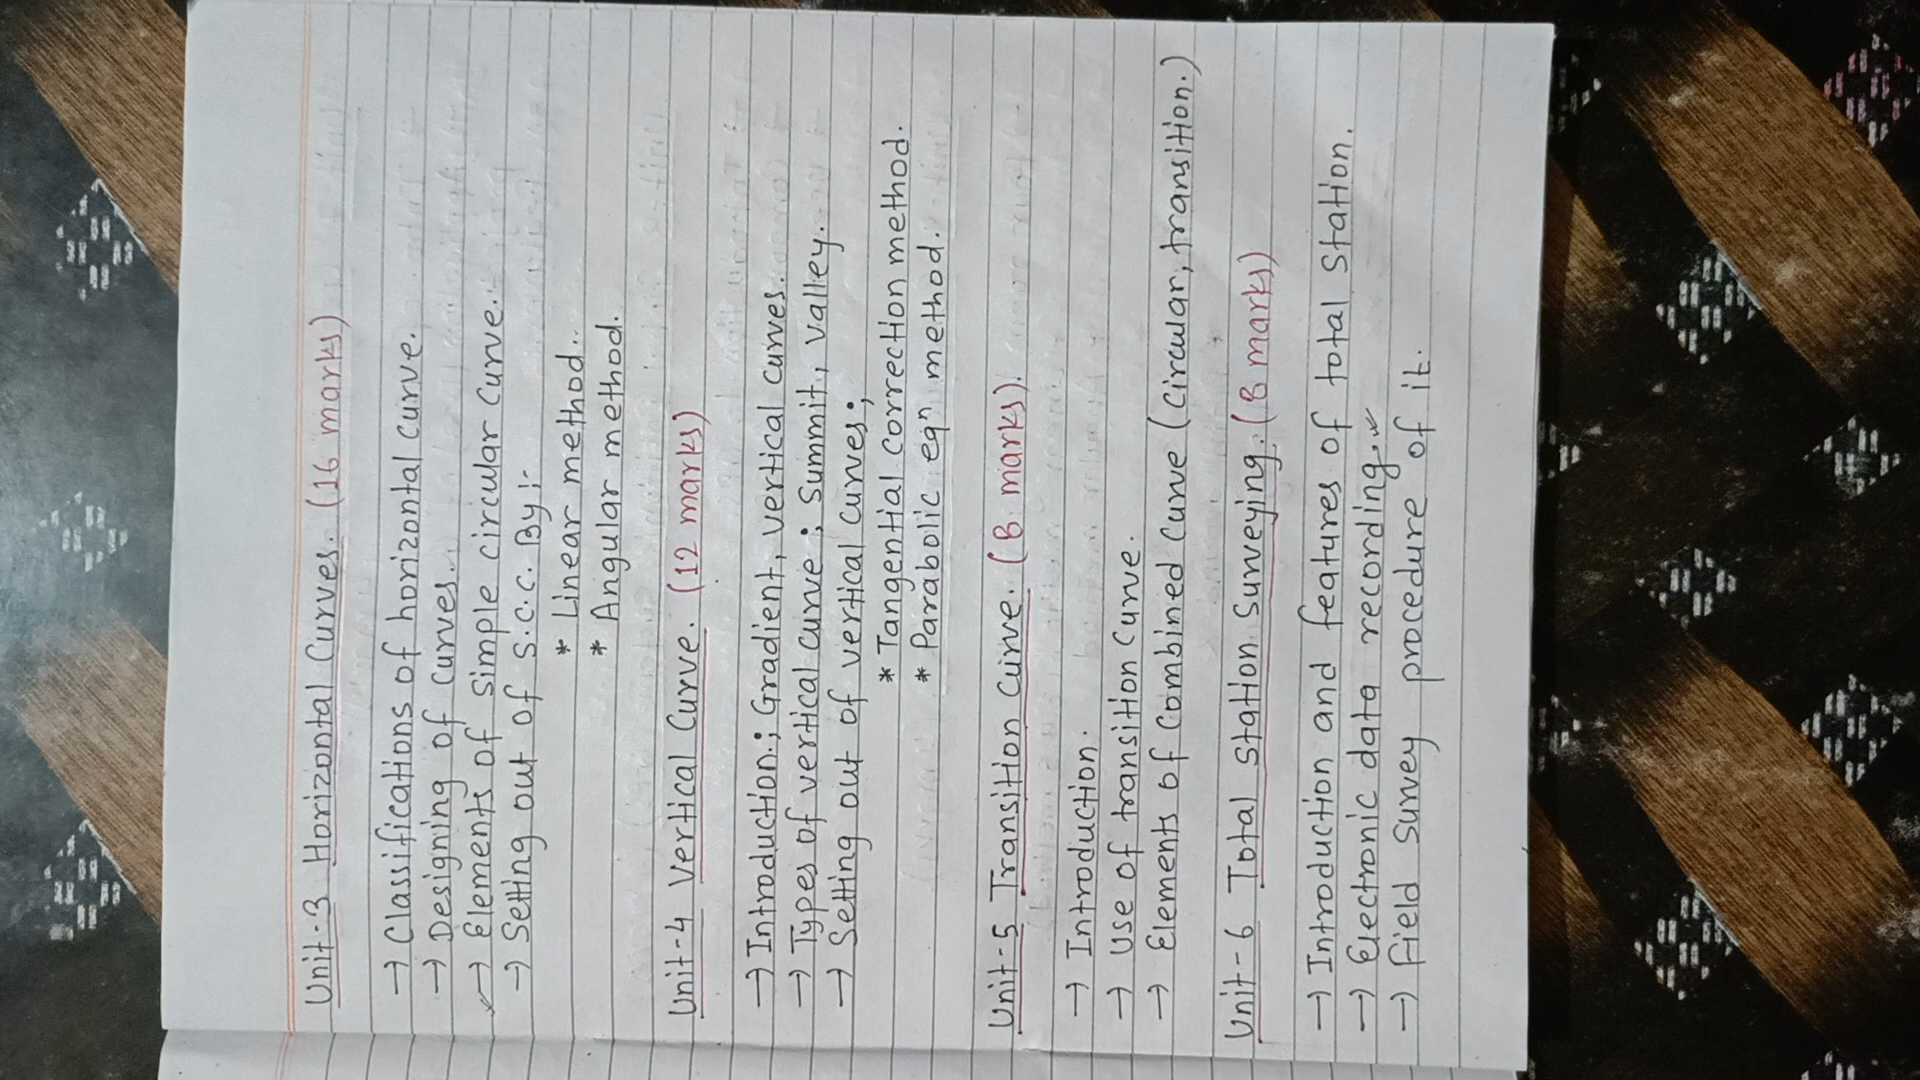 Unit-3 Horizontal Curves. (16 marks)
→ Classifications of horizontal curve.
→ Designing of curves..
→ Elements of simple circular curve.
→ Setting out of S.C.C. By :-
* Linear method..
* Angular method.
Unit-4 Vertical Curve. (12 marks)
→ Introduction.; Gradient, vertical curves.
→ Types of vertical curve ; Summit, valley.
→ Setting out of vertical curves;
* Tangential correction method.
* Parabolic eqⁿ method.
Unit-5 Transition curve. (8 marks).
→ Introduction.
→ Use of transition curve.
→ Elements of Combined Curve (Circular, transition.)
Unit-6 Total Station Surveying. (8 marks)
→ Introduction and features of total station.
→ Electronic data recording.
→ field survey procedure of it.